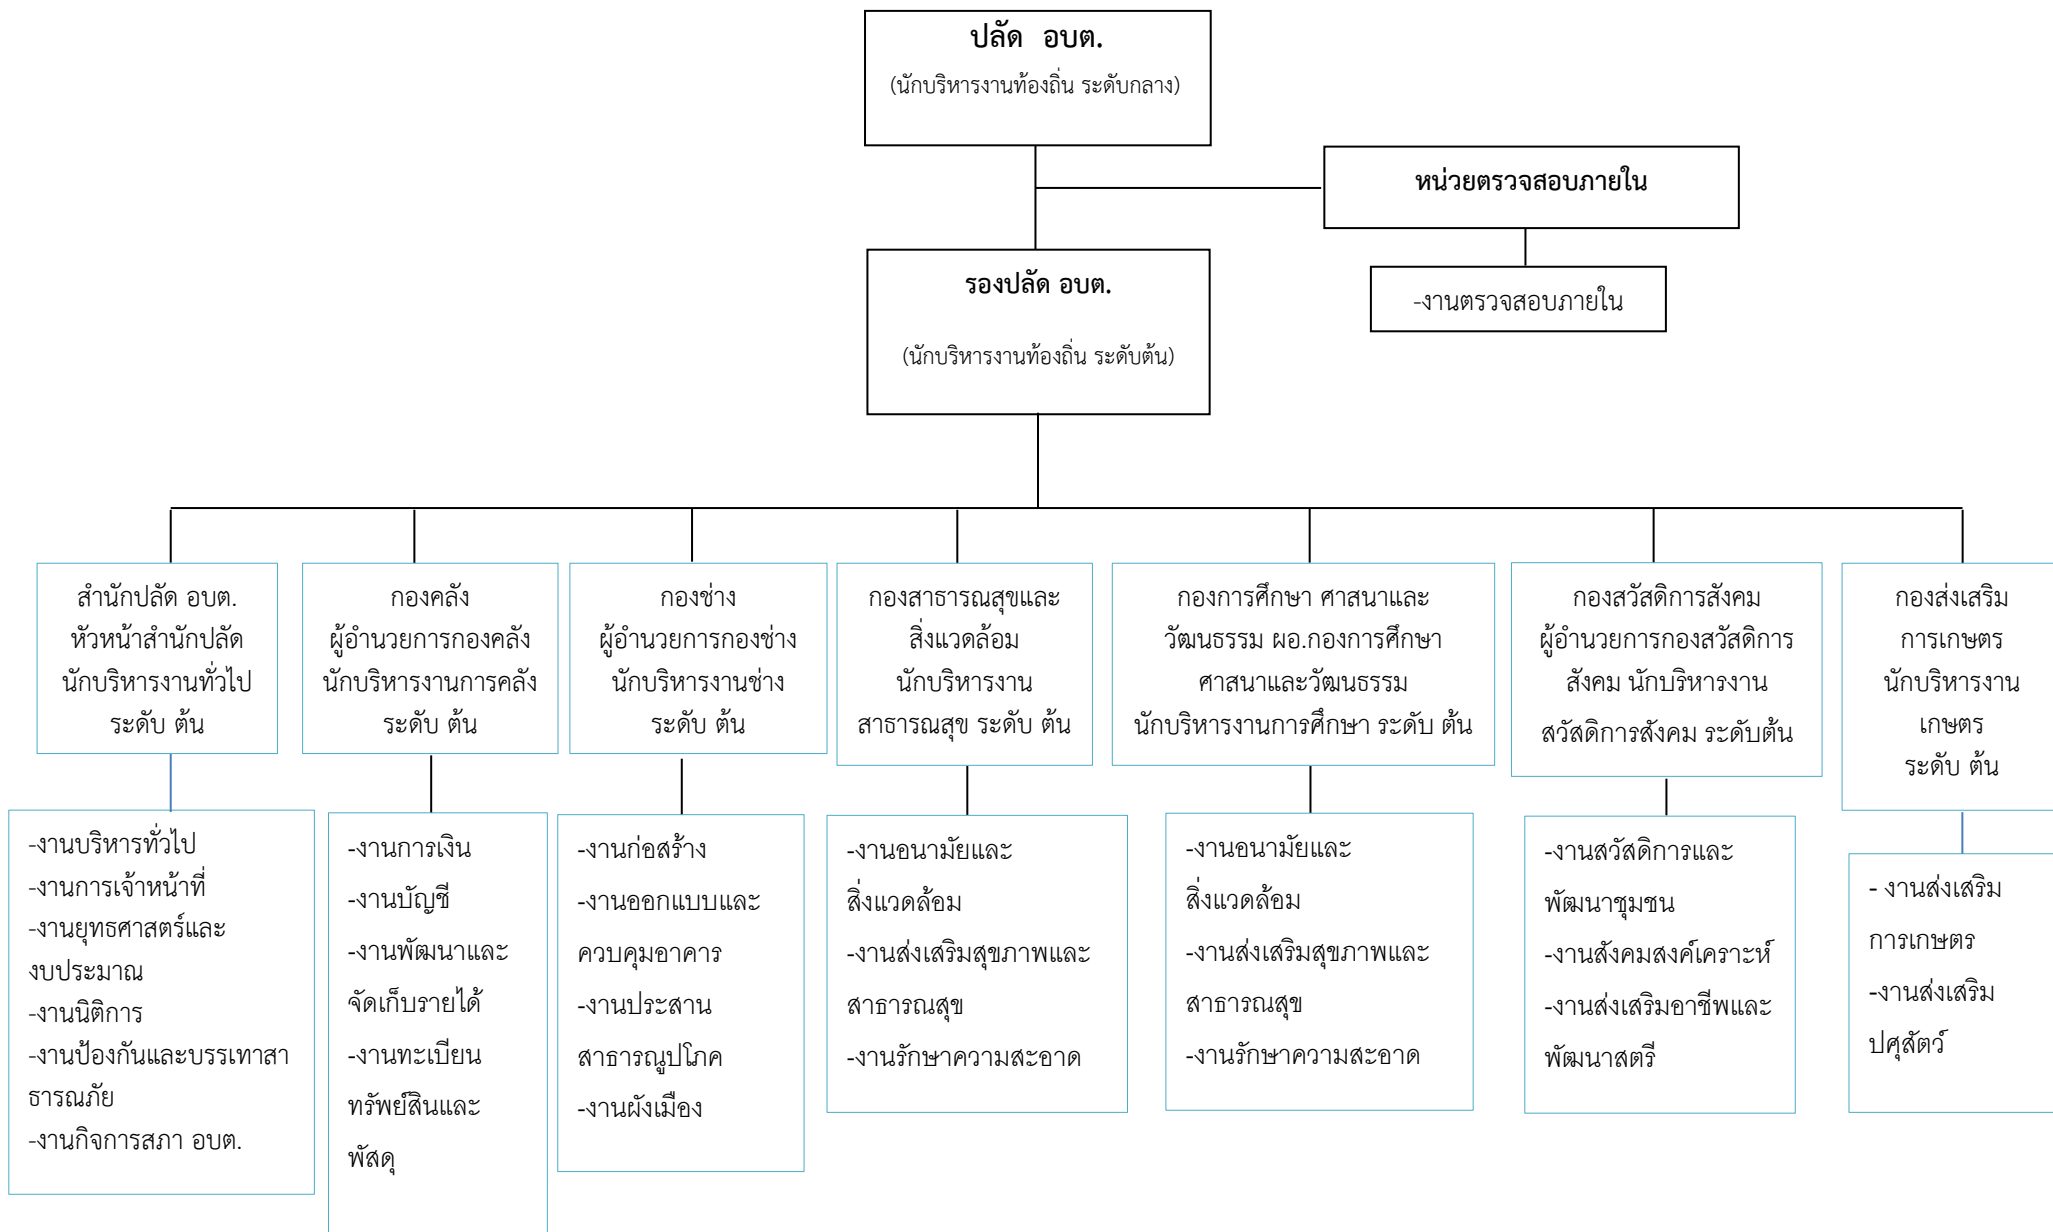 ปลัด  อบต.
(นักบริหารงานท้องถิ่น ระดับกลาง)
หน่วยตรวจสอบภายใน
-งานตรวจสอบภายใน
รองปลัด อบต.
(นักบริหารงานท้องถิ่น ระดับต้น)
สำนักปลัด อบต.
หัวหน้าสำนักปลัด
นักบริหารงานทั่วไป
ระดับ ต้น
กองคลัง
ผู้อำนวยการกองคลัง
นักบริหารงานการคลัง
ระดับ ต้น
กองช่าง
ผู้อำนวยการกองช่าง
นักบริหารงานช่าง
ระดับ ต้น
กองสาธารณสุขและ
สิ่งแวดล้อม
นักบริหารงาน
สาธารณสุข ระดับ ต้น
กองการศึกษา ศาสนาและ
วัฒนธรรม ผอ.กองการศึกษา
ศาสนาและวัฒนธรรม
นักบริหารงานการศึกษา ระดับ ต้น
กองสวัสดิการสังคม
ผู้อำนวยการกองสวัสดิการ
สังคม นักบริหารงาน
สวัสดิการสังคม ระดับต้น
กองส่งเสริม
การเกษตร
นักบริหารงาน
เกษตร
ระดับ ต้น
-งานบริหารทั่วไป
-งานการเจ้าหน้าที่
-งานยุทธศาสตร์และ
งบประมาณ
-งานนิติการ
-งานป้องกันและบรรเทาสา
ธารณภัย
-งานกิจการสภา อบต.
-งานการเงิน
-งานบัญชี
-งานพัฒนาและ
จัดเก็บรายได้
-งานทะเบียน
ทรัพย์สินและ
พัสดุ
-งานก่อสร้าง
-งานออกแบบและ
ควบคุมอาคาร
-งานประสาน
สาธารณูปโภค
-งานผังเมือง
-งานอนามัยและ
สิ่งแวดล้อม
-งานส่งเสริมสุขภาพและ
สาธารณสุข
-งานรักษาความสะอาด
-งานอนามัยและ
สิ่งแวดล้อม
-งานส่งเสริมสุขภาพและ
สาธารณสุข
-งานรักษาความสะอาด
-งานสวัสดิการและ
พัฒนาชุมชน
-งานสังคมสงค์เคราะห์
-งานส่งเสริมอาชีพและ
พัฒนาสตรี
- งานส่งเสริม
การเกษตร
-งานส่งเสริม
ปศุสัตว์